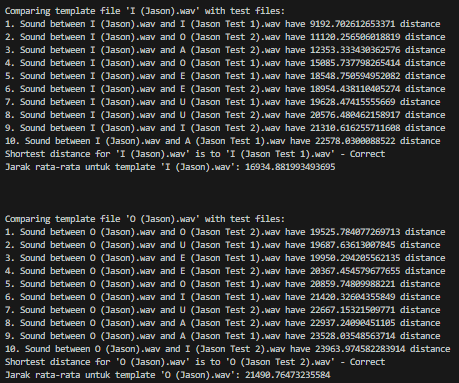 Comparing template file 'I (Jason).wav' with test files:
1. Sound between I (Jason).wav and I (Jason Test 1).wav have 9192.702612653371 distance
2. Sound between I (Jason).wav and O (Jason Test 2).wav have 11120.256506018819 distance
3. Sound between I (Jason).wav and A (Jason Test 2).wav have 12353.333430362576 distance
4. Sound between I (Jason).wav and O (Jason Test 1).wav have 15085.737798265414 distance
5. Sound between I (Jason).wav and E (Jason Test 1).wav have 18548.750594952082 distance
6. Sound between I (Jason).wav and E (Jason Test 2).wav have 18954.438110405274 distance
7. Sound between I (Jason).wav and U (Jason Test 1).wav have 19628.47415555669 distance
8. Sound between I (Jason).wav and U (Jason Test 2).wav have 20576.480462158917 distance
9. Sound between I (Jason).wav and I (Jason Test 2).wav have 21310.616255711608 distance
10. Sound between I (Jason).wav and A (Jason Test 1).wav have 22578.0300088522 distance
Shortest distance for 'I (Jason).wav' is to 'I (Jason Test 1).wav' - Correct
Jarak rata-rata untuk template 'I (Jason).wav': 16934.881993493695
Comparing template file 'O (Jason).wav' with test files:
1. Sound between O (Jason).wav and O (Jason Test 2).wav have 19525.784077269713 distance
2. Sound between O (Jason).wav and U (Jason Test 1).wav have 19687.63613007845 distance
3. Sound between O (Jason).wav and E (Jason Test 1).wav have 19950.294205562135 distance
4. Sound between O (Jason).wav and E (Jason Test 2).wav have 20367.454579677655 distance
5. Sound between O (Jason).wav and O (Jason Test 1).wav have 20859.74809988221 distance
6. Sound between O (Jason).wav and I (Jason Test 1).wav have 21420.32604355849 distance
7. Sound between O (Jason).wav and U (Jason Test 2).wav have 22667.15321509771 distance
8. Sound between O (Jason).wav and A (Jason Test 2).wav have 22937.24090451105 distance
9. Sound between O (Jason).wav and A (Jason Test 1).wav have 23528.03548563714 distance
10. Sound between O (Jason).wav and I (Jason Test 2).wav have 23963.974582283914 distance
Shortest distance for 'O (Jason).wav' is to 'O (Jason Test 2).wav' - Correct
Jarak rata-rata untuk template 'O (Jason).wav': 21490.76473235584